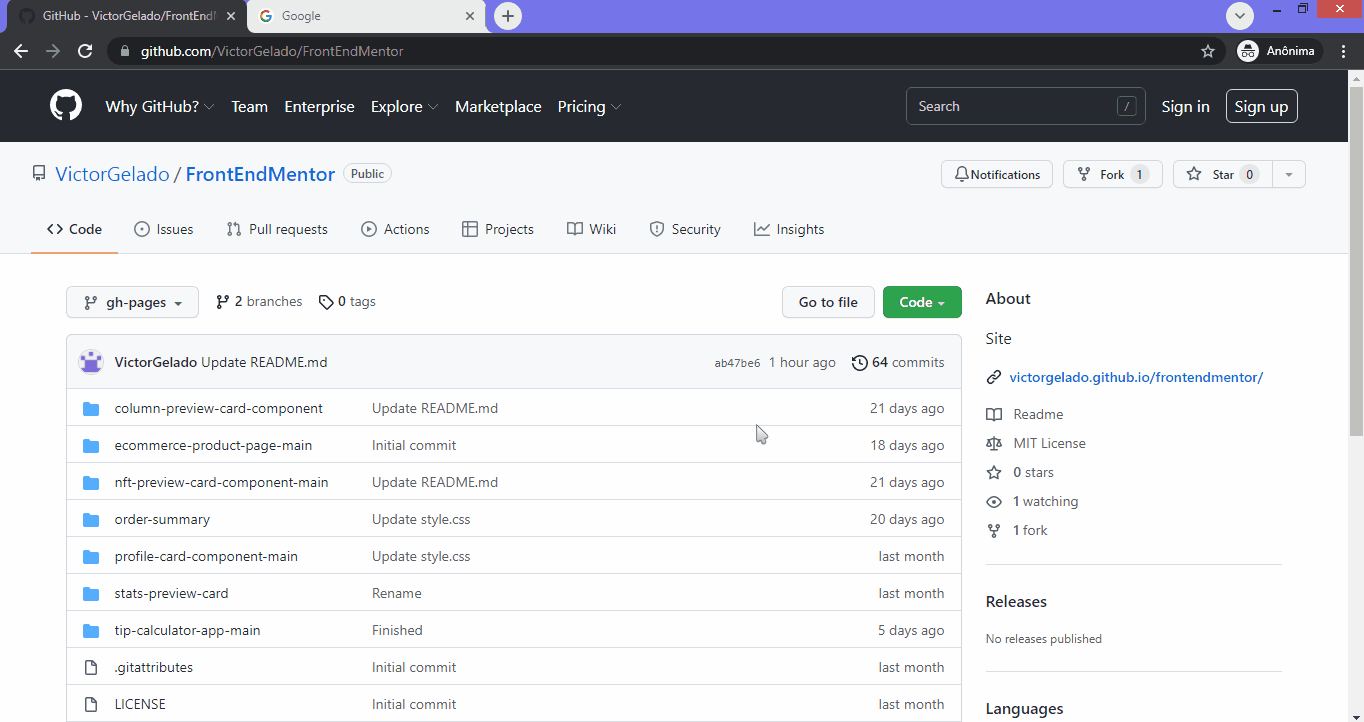 GitHub - VictorGelado/FrontEndM
Google
github.com/VictorGelado/FrontEndMentor
Anônima
Why GitHub? Team Enterprise Explore Marketplace Pricing
Search /
Sign in Sign up
VictorGelado / FrontEndMentor Public
Notifications Fork 1 Star 0
Code Issues Pull requests Actions Projects Wiki Security Insights
gh-pages 2 branches 0 tags Go to file Code
VictorGelado Update README.md ab47be6 1 hour ago 64 commits
column-preview-card-component Update README.md 21 days ago
ecommerce-product-page-main Initial commit 18 days ago
nft-preview-card-component-main Update README.md 21 days ago
order-summary Update style.css 20 days ago
profile-card-component-main Update style.css last month
stats-preview-card Rename last month
tip-calculator-app-main Finished 5 days ago
.gitattributes Initial commit last month
LICENSE Initial commit last month
About
Site
victorgelado.github.io/frontendmentor/
Readme
MIT License
0 stars
1 watching
1 fork
Releases
No releases published
Languages